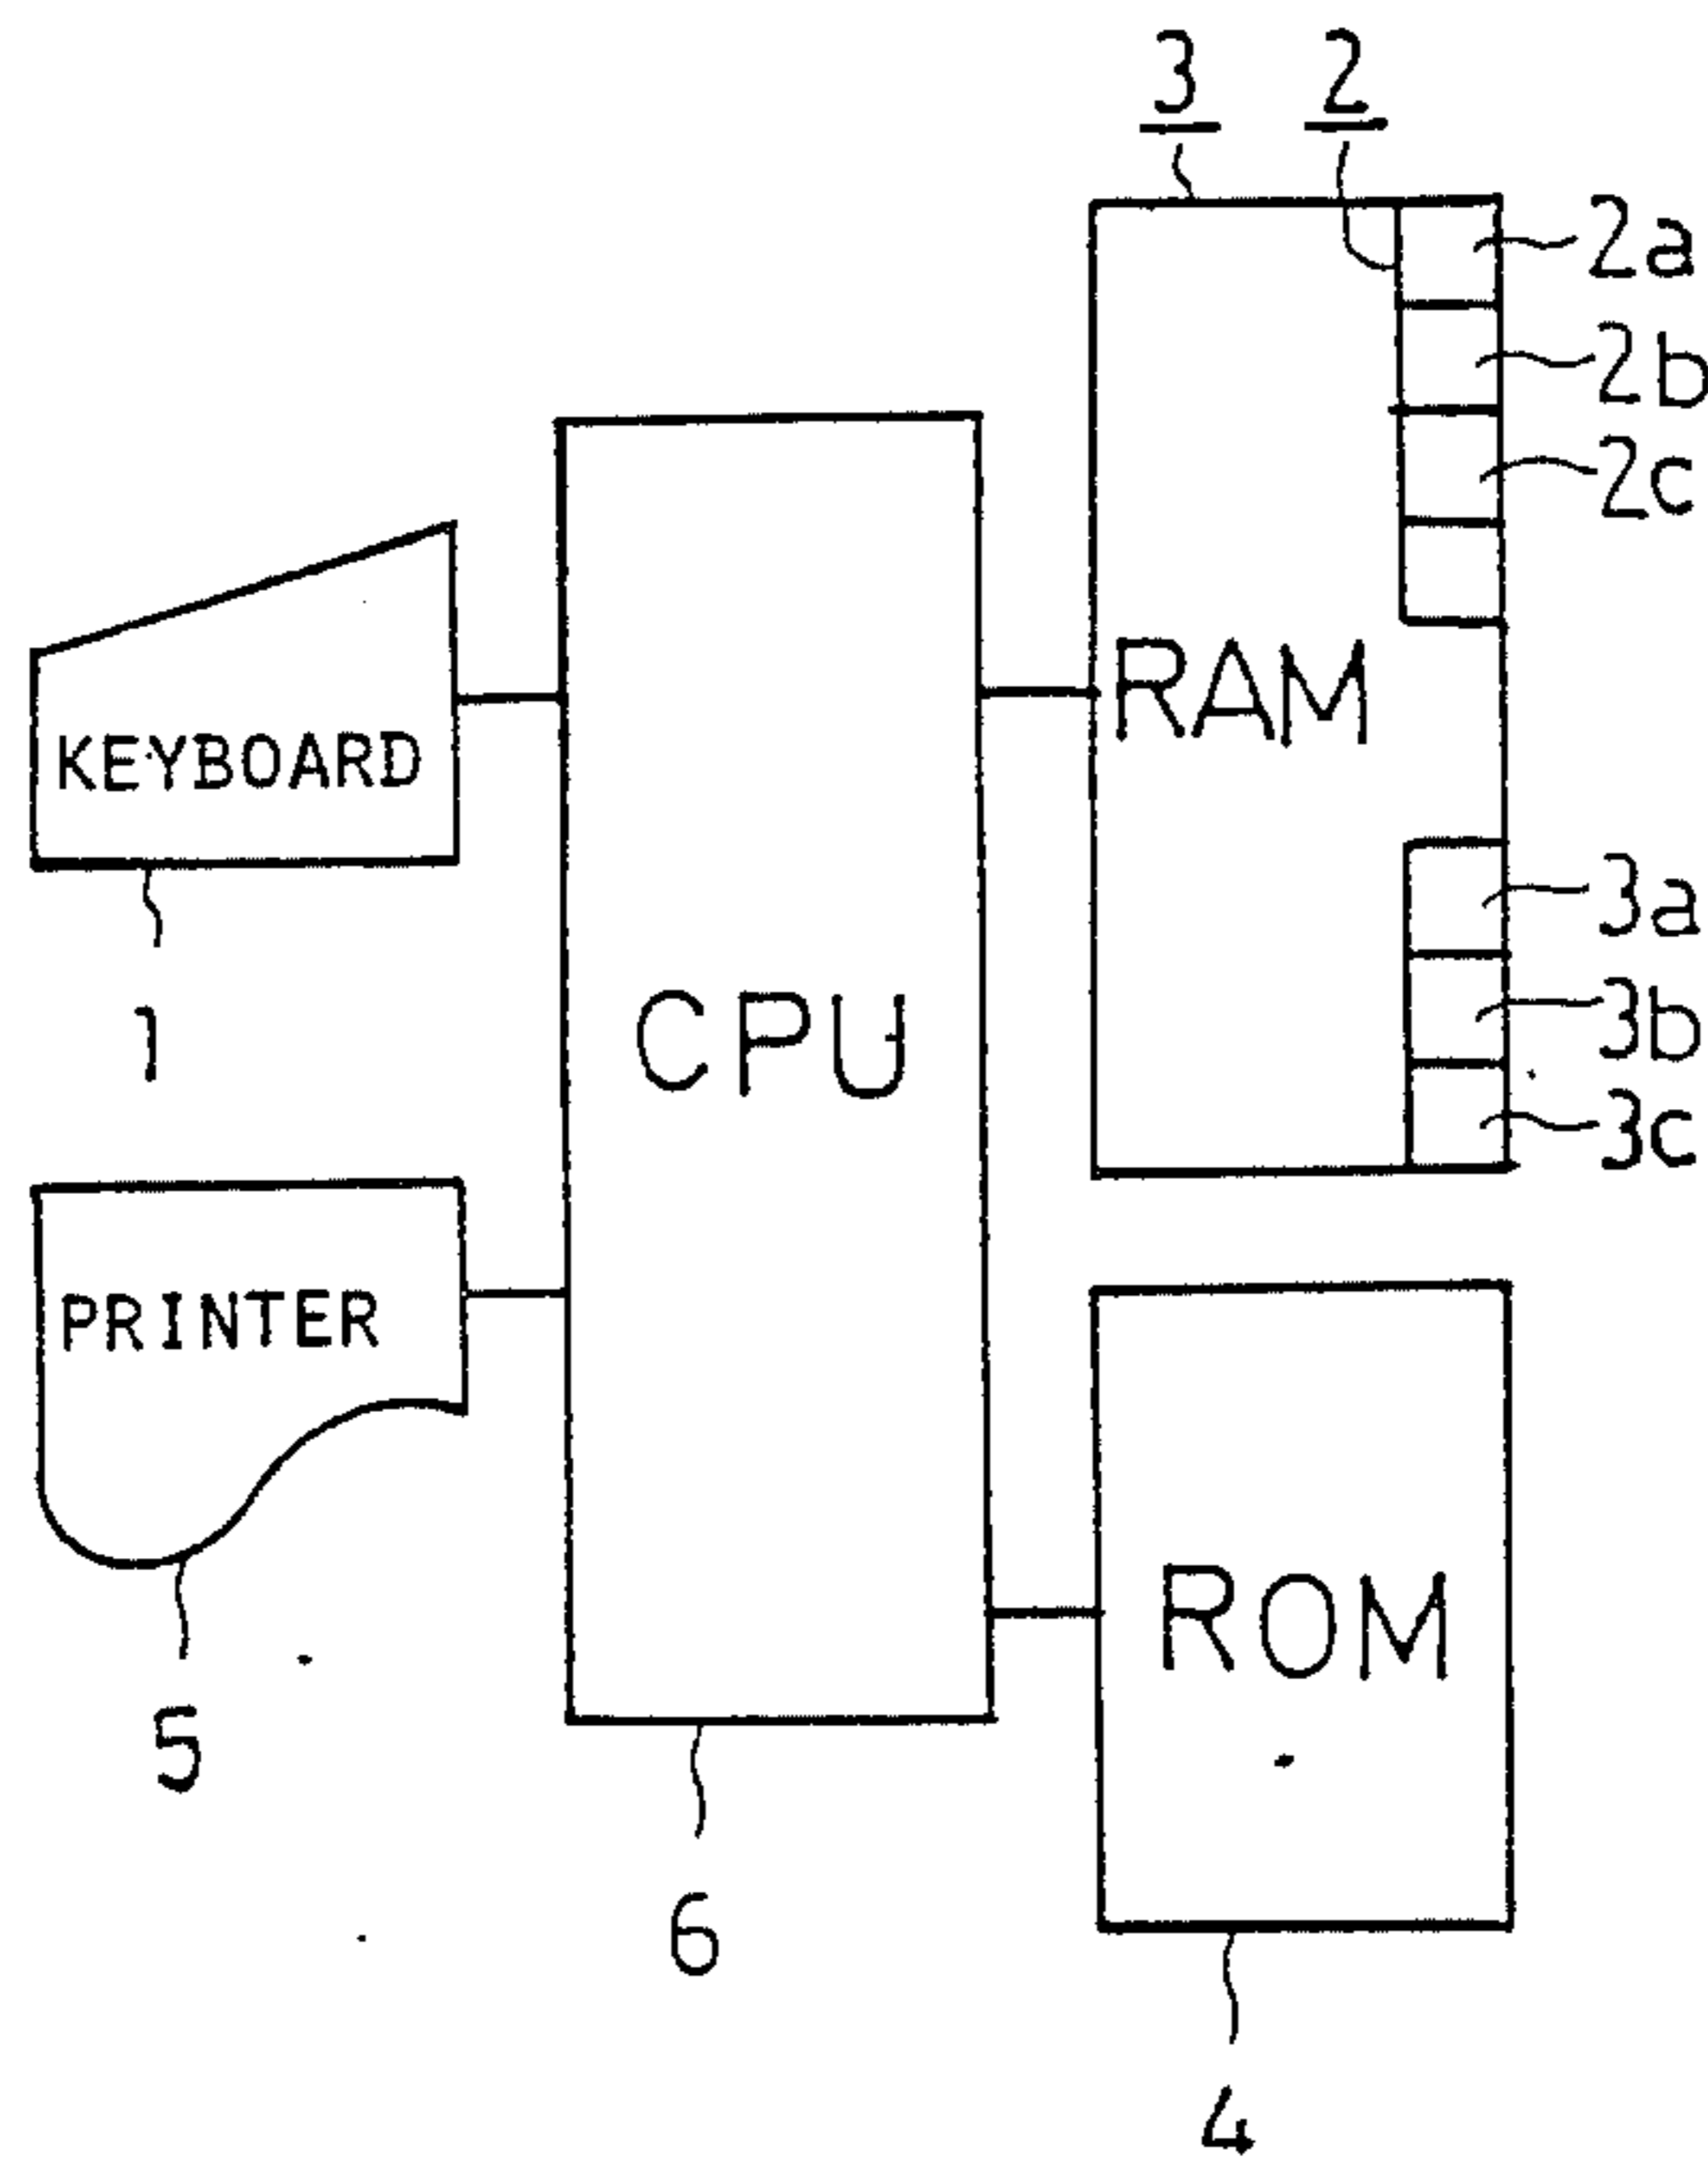 3 2
2a
2b
2c
KEYBOARD
RAM
3a
1
CPU
3b
3c
PRINTER
ROM
5
6
4